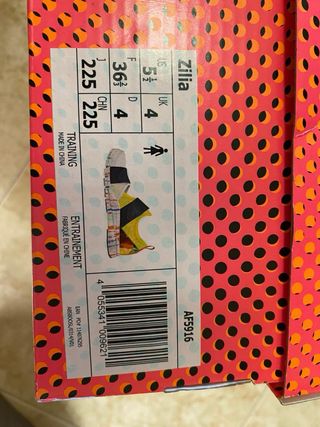 Zilia
US UK
5½ 4
F D
36⅔ 4
J CHN
225 225
TRAINING ENTRAINEMENT
MADE IN CHINA FABRIQUÉ EN CHINE
AF5916
4 055341 009621